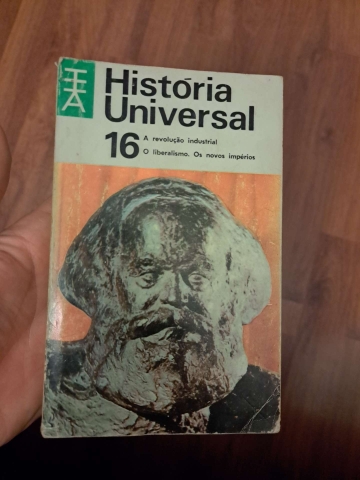 História
Universal
16
A revolução industrial
O liberalismo. Os novos impérios